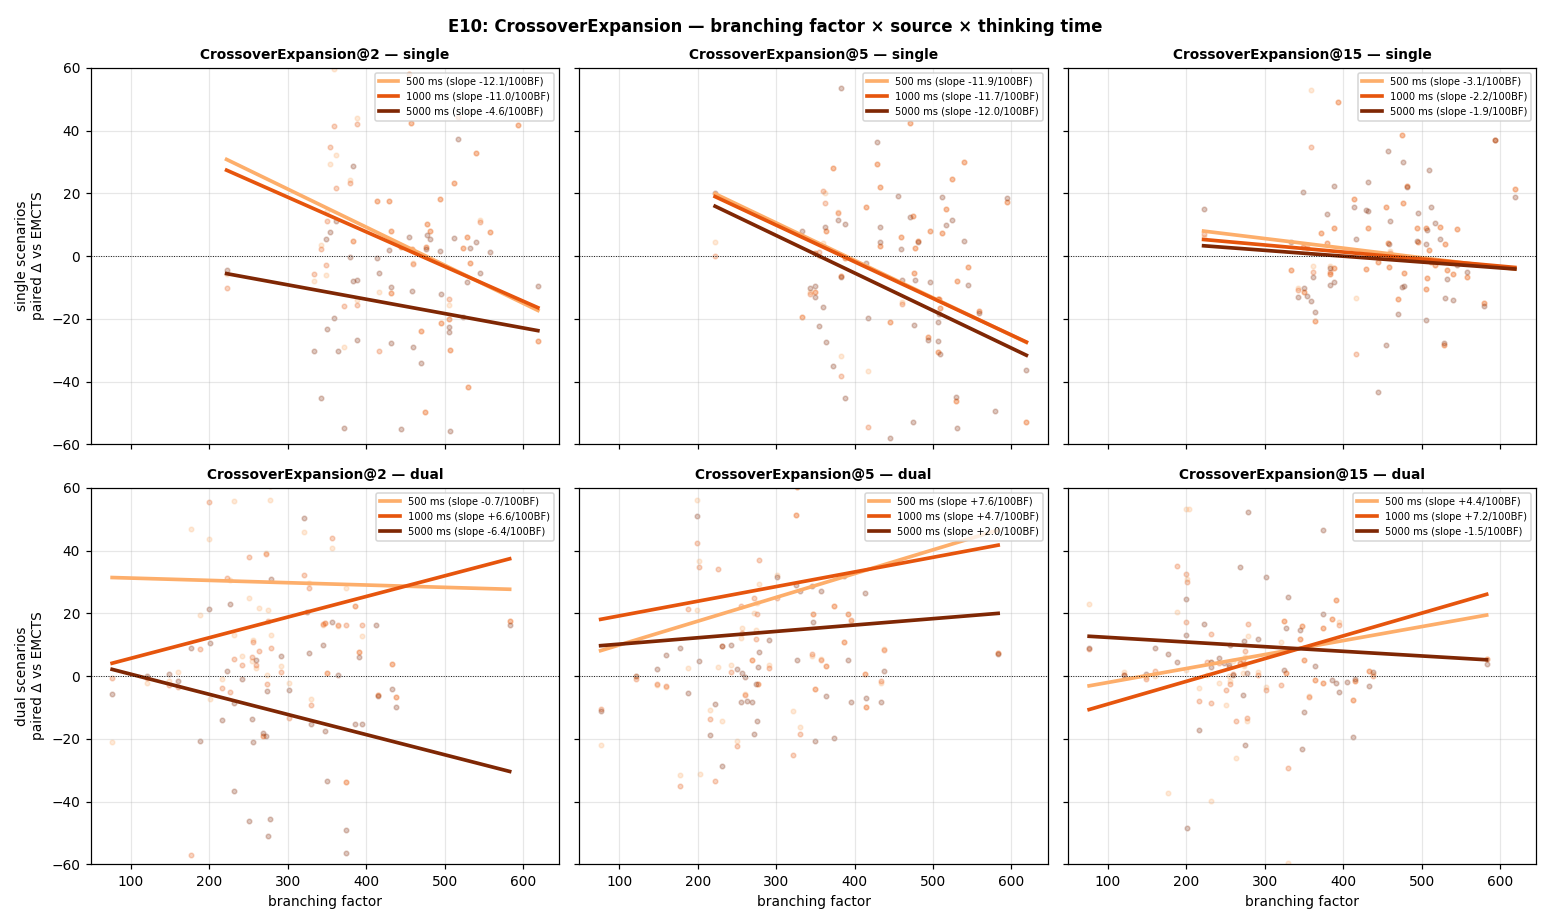 E10: CrossoverExpansion — branching factor × source × thinking time
CrossoverExpansion@2 — single
500 ms (slope -12.1/100BF)
1000 ms (slope -11.0/100BF)
5000 ms (slope -4.6/100BF)
60
40
20
0
−20
−40
−60
single scenarios
paired Δ vs EMCTS
CrossoverExpansion@5 — single
500 ms (slope -11.9/100BF)
1000 ms (slope -11.7/100BF)
5000 ms (slope -12.0/100BF)
CrossoverExpansion@15 — single
500 ms (slope -3.1/100BF)
1000 ms (slope -2.2/100BF)
5000 ms (slope -1.9/100BF)
CrossoverExpansion@2 — dual
500 ms (slope -0.7/100BF)
1000 ms (slope +6.6/100BF)
5000 ms (slope -6.4/100BF)
60
40
20
0
−20
−40
−60
dual scenarios
paired Δ vs EMCTS
100 200 300 400 500 600
branching factor
CrossoverExpansion@5 — dual
500 ms (slope +7.6/100BF)
1000 ms (slope +4.7/100BF)
5000 ms (slope +2.0/100BF)
100 200 300 400 500 600
branching factor
CrossoverExpansion@15 — dual
500 ms (slope +4.4/100BF)
1000 ms (slope +7.2/100BF)
5000 ms (slope -1.5/100BF)
100 200 300 400 500 600
branching factor